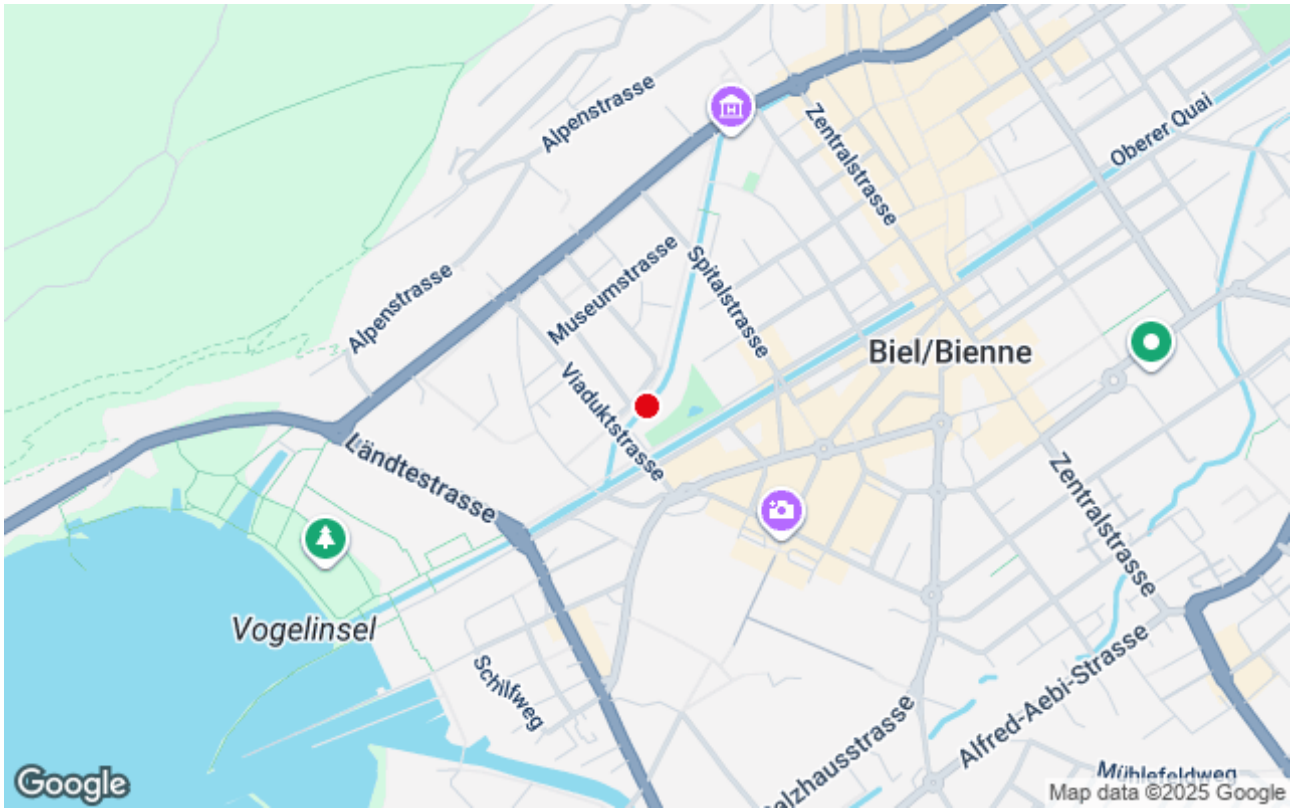 Alpenstrasse
Zentralstrasse
Oberer Quai
Museumstrasse
Spitalstrasse
Alpenstrasse
Viaduktstrasse
Biel/Bienne
Ländtestrasse
Zentralstrasse
Vogelinsel
Schilfweg
Alfred-Aebi-Strasse
Mühlefeldweg
Google
Map data ©2025 Google